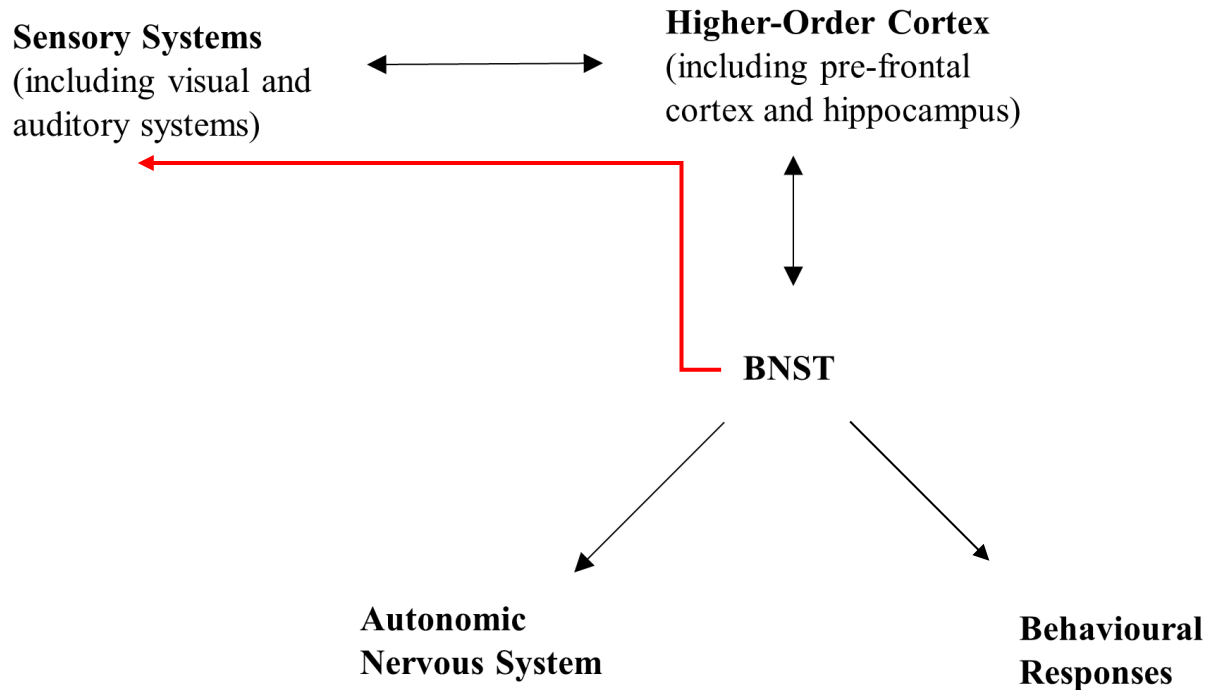 Sensory Systems
(including visual and
auditory systems)
Higher-Order Cortex
(including pre-frontal
cortex and hippocampus)
BNST
Autonomic
Nervous System
Behavioural
Responses